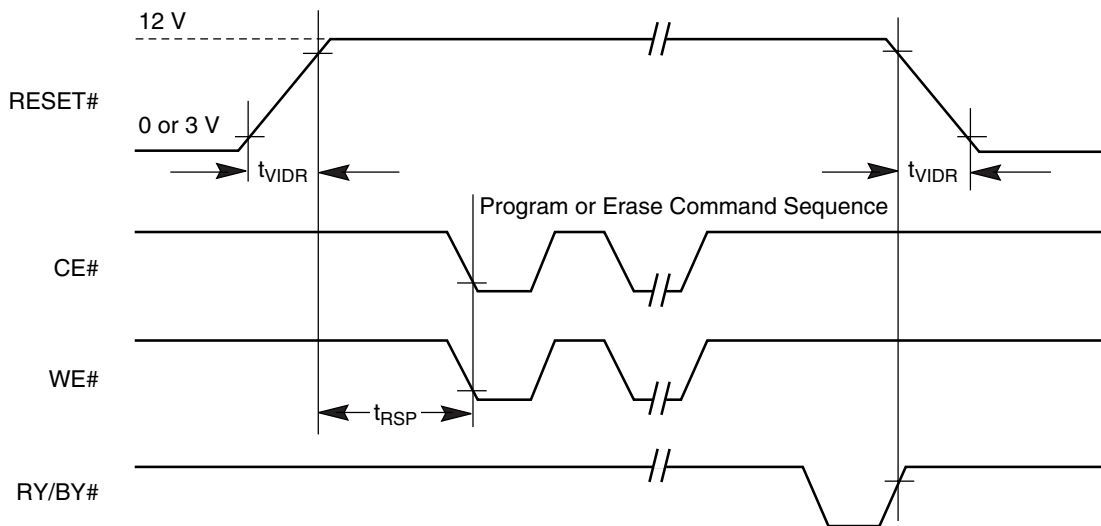 12 V
RESET#
0 or 3 V
tVIDR
tVIDR
Program or Erase Command Sequence
CE#
WE#
tRSP
RY/BY#